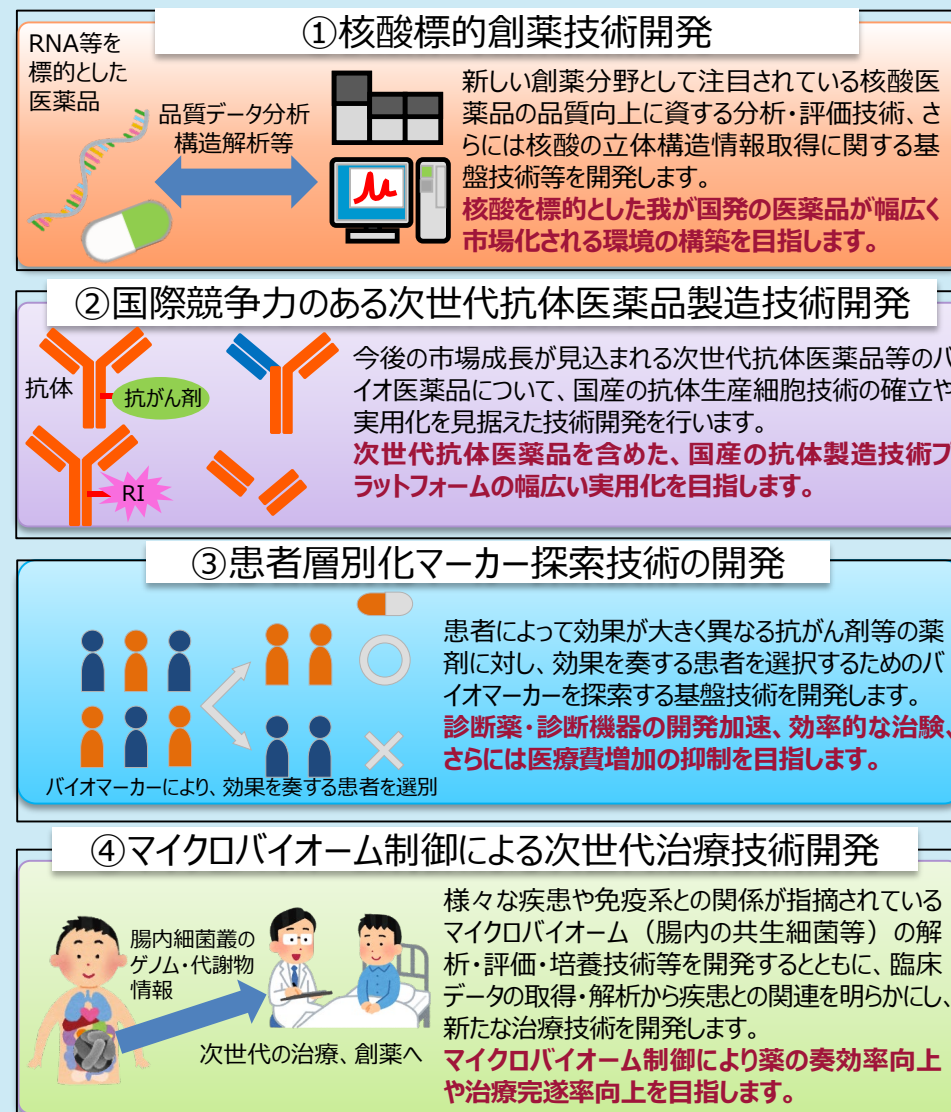 ①核酸標的創薬技術開発
RNA等を
標的とした
医薬品
品質データ分析
構造解析等
新しい創薬分野として注目されている核酸医
薬品の品質向上に資する分析・評価技術、さ
らには核酸の立体構造情報取得に関する基
盤技術等を開発します。
核酸を標的とした我が国発の医薬品が幅広く
市場化される環境の構築を目指します。
②国際競争力のある次世代抗体医薬品製造技術開発
抗体
抗がん剤
RI
今後の市場成長が見込まれる次世代抗体医薬品等のバ
イオ医薬品について、国産の抗体生産細胞技術の確立や
実用化を見据えた技術開発を行います。
次世代抗体医薬品を含めた、国産の抗体製造技術プ
ラットフォームの幅広い実用化を目指します。
③患者層別化マーカー探索技術の開発
バイオマーカーにより、効果を奏する患者を選別
患者によって効果が大きく異なる抗がん剤等の薬
剤に対し、効果を奏する患者を選択するためのバ
イオマーカーを探索する基盤技術を開発します。
診断薬・診断機器の開発加速、効率的な治験、
さらには医療費増加の抑制を目指します。
④マイクロバイオーム制御による次世代治療技術開発
腸内細菌叢の
ゲノム・代謝物
情報
次世代の治療、創薬へ
様々な疾患や免疫系との関係が指摘されている
マイクロバイオーム（腸内の共生細菌等）の解
析・評価・培養技術等を開発するとともに、臨床
データの取得・解析から疾患との関連を明らかにし、
新たな治療技術を開発します。
マイクロバイオーム制御により薬の奏効率向上
や治療完遂率向上を目指します。